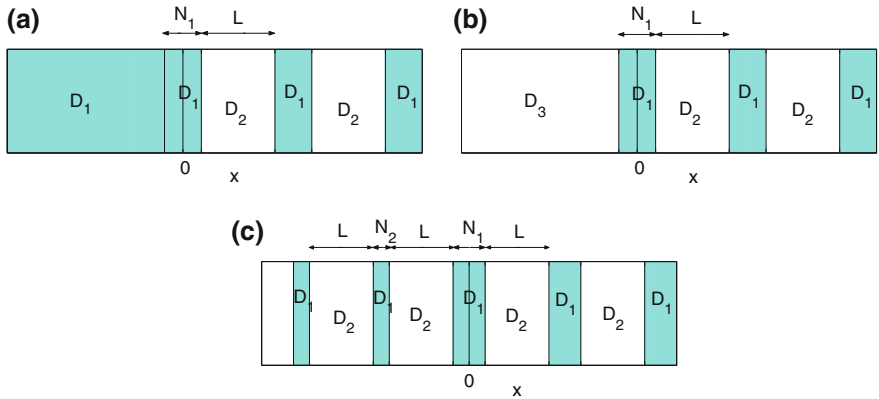 (a)
N₁ L
D₁ D₁ D₂ D₁ D₂ D₁
0
x
(b)
N₁ L
D₃ D₁ D₂ D₁ D₂ D₁
0
x
(c)
L N₂ L N₁ L
D₁ D₂ D₁ D₂ D₁ D₂ D₁ D₂ D₁
0
x